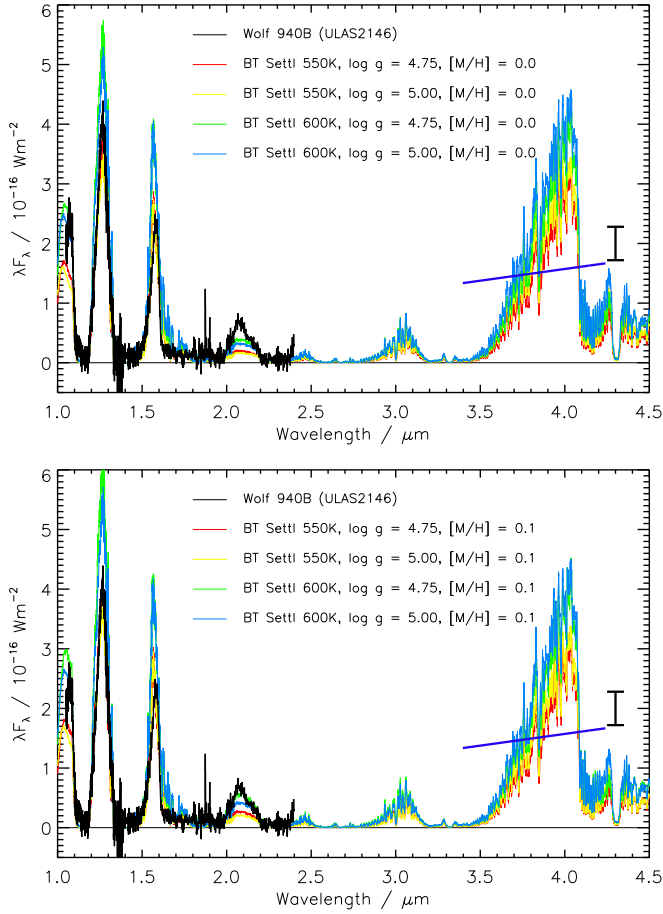 6
5
4
3
2
1
0
λFλ / 10⁻¹⁶ Wm⁻²
Wolf 940B (ULAS2146)
BT Settl 550K, log g = 4.75, [M/H] = 0.0
BT Settl 550K, log g = 5.00, [M/H] = 0.0
BT Settl 600K, log g = 4.75, [M/H] = 0.0
BT Settl 600K, log g = 5.00, [M/H] = 0.0
1.0 1.5 2.0 2.5 3.0 3.5 4.0 4.5
Wavelength / μm
6
5
4
3
2
1
0
λFλ / 10⁻¹⁶ Wm⁻²
Wolf 940B (ULAS2146)
BT Settl 550K, log g = 4.75, [M/H] = 0.1
BT Settl 550K, log g = 5.00, [M/H] = 0.1
BT Settl 600K, log g = 4.75, [M/H] = 0.1
BT Settl 600K, log g = 5.00, [M/H] = 0.1
1.0 1.5 2.0 2.5 3.0 3.5 4.0 4.5
Wavelength / μm